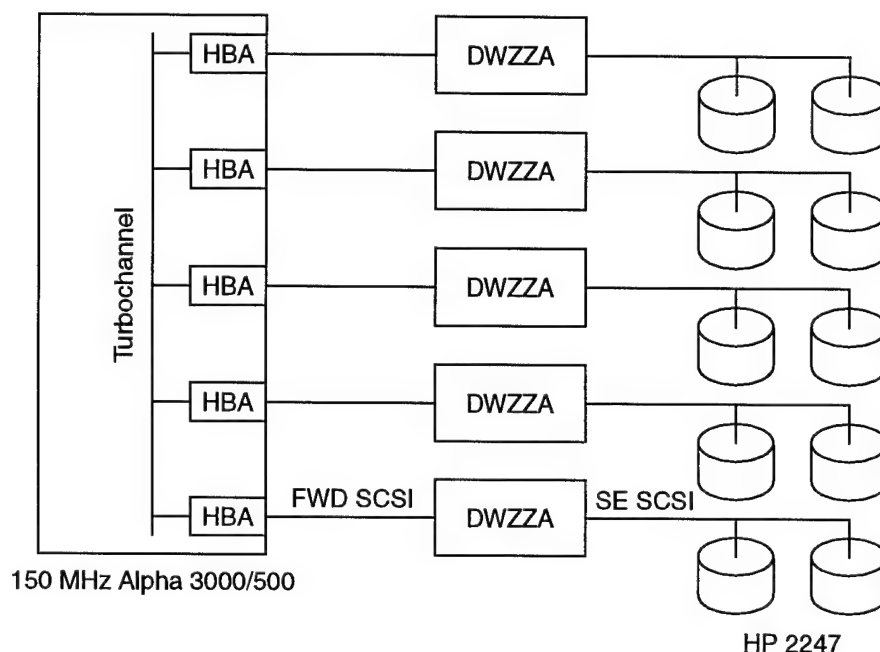 HBA
DWZZA
HBA
DWZZA
Turbochannel
HBA
DWZZA
HBA
DWZZA
HBA
FWD SCSI
DWZZA
SE SCSI
150 MHz Alpha 3000/500
HP 2247